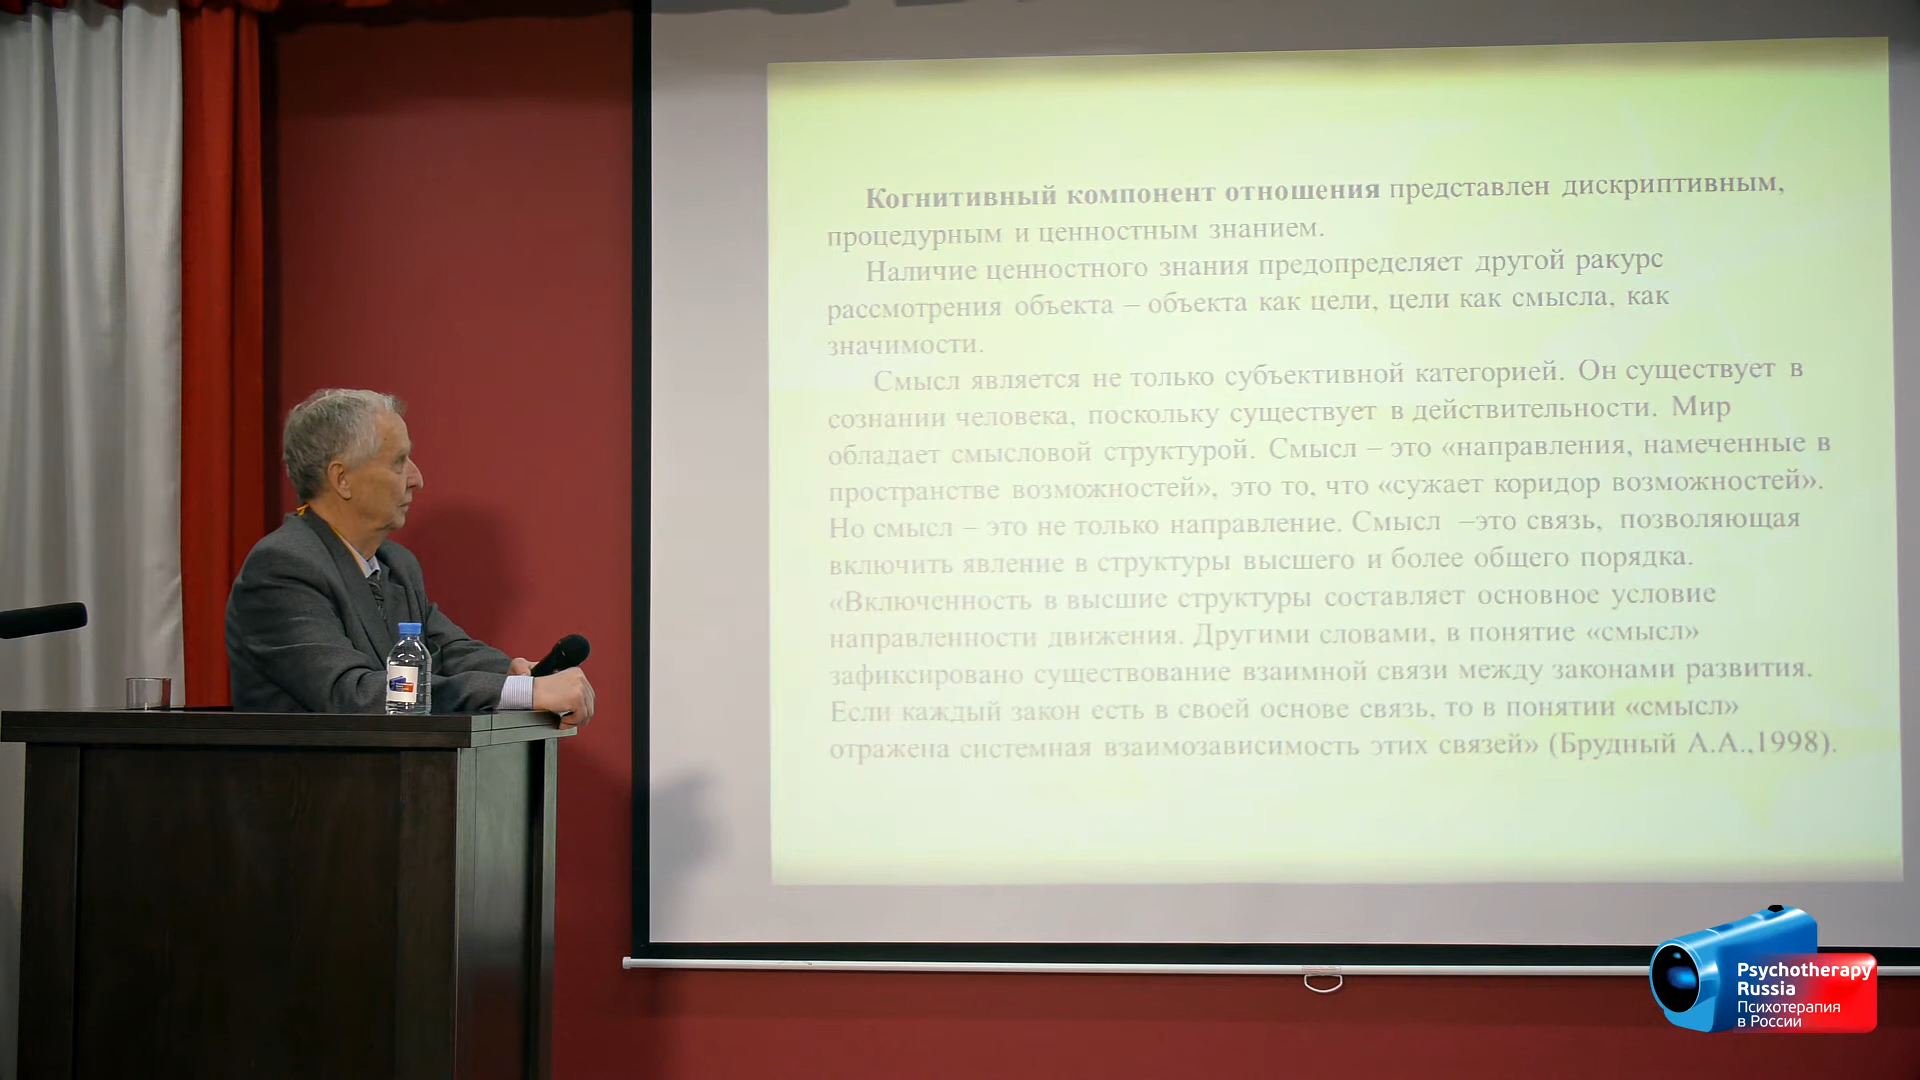 Когнитивный компонент отношения представлен дискриптивным,
процедурным и ценностным знанием.
Наличие ценностного знания предопределяет другой ракурс
рассмотрения объекта – объекта как цели, цели как смысла, как
значимости.
Смысл является не только субъективной категорией. Он существует в
сознании человека, поскольку существует в действительности. Мир
обладает смысловой структурой. Смысл – это «направления, намеченные в
пространстве возможностей», это то, что «сужает коридор возможностей».
Но смысл – это не только направление. Смысл –это связь, позволяющая
включить явление в структуры высшего и более общего порядка.
«Включенность в высшие структуры составляет основное условие
направленности движения. Другими словами, в понятие «смысл»
зафиксировано существование взаимной связи между законами развития.
Если каждый закон есть в своей основе связь, то в понятии «смысл»
отражена системная взаимозависимость этих связей» (Брудный А.А.,1998).
Psychotherapy
Russia
Психотерапия
в России